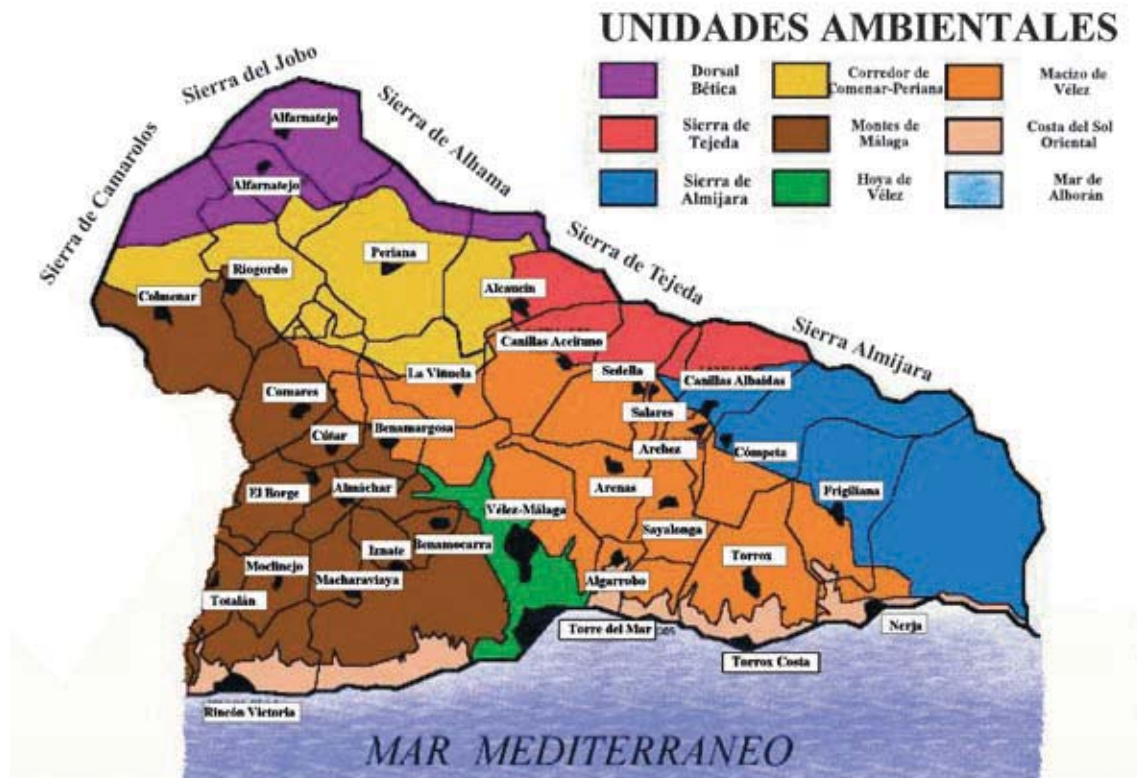 UNIDADES AMBIENTALES
Dorsal
Bética
Corredor de
Comenar-Periana
Macizo de
Vélez
Sierra de
Tejeda
Montes de
Málaga
Costa del Sol
Oriental
Sierra de
Almijara
Hoya de
Vélez
Mar de
Alborán
Sierra del Jobo
Sierra de Camarolos
Sierra de Alhama
Sierra de Tejeda
Sierra Almijara
Alfarnatejo
Alfarnatejo
Periana
Riogordo
Colmenar
Alcaucín
Canillas Aceituno
La Viñuela
Sedella
Canillas Albaidas
Comares
Salares
Benamargosa
Cútar
Archez
Cómpeta
El Borge
Almáchar
Arenas
Frigiliana
Vélez-Málaga
Sayalonga
Iznate
Benamocarra
Moclinejo
Macharaviaya
Torrox
Algarrobo
Totalán
Torre del Mar
Nerja
Torrox Costa
Rincón Victoria
MAR MEDITERRANEO